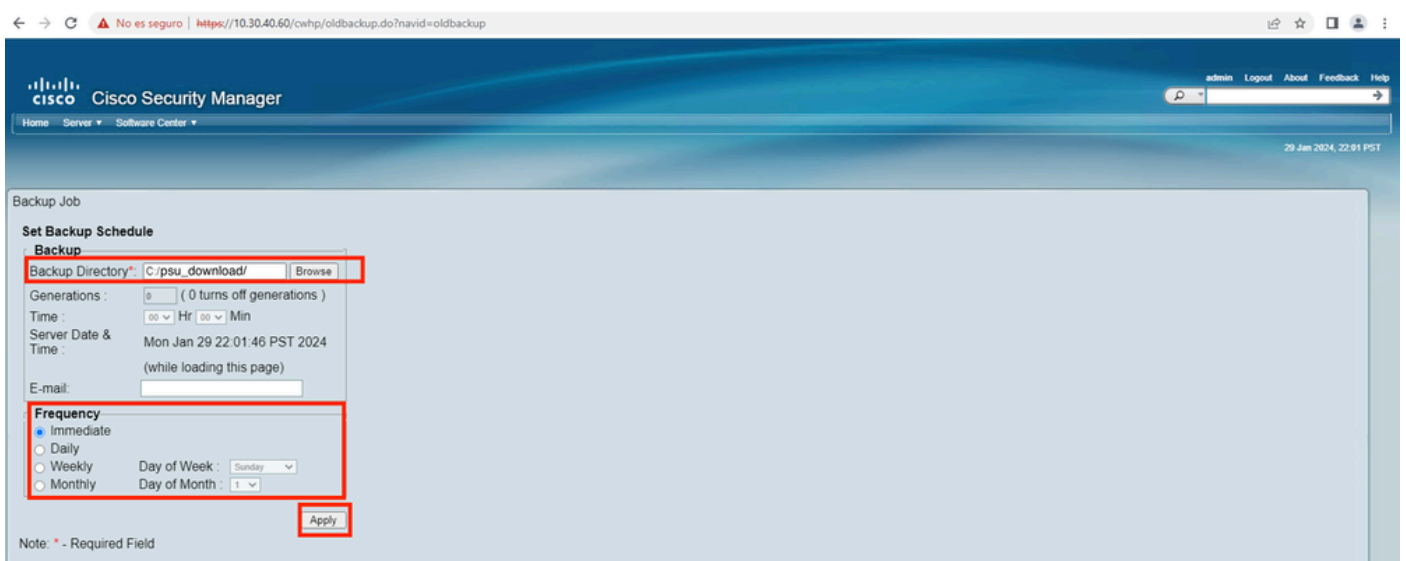 No es seguro | https://10.30.40.60/cwhp/oldbackup.do?navid=oldbackup
admin Logout About Feedback Help
CISCO Cisco Security Manager
Home Server Software Center
29 Jan 2024, 22:01 PST
Backup Job
Set Backup Schedule
Backup
Backup Directory*: C:/psu_download/ Browse
Generations : 0 ( 0 turns off generations )
Time : 00 Hr 00 Min
Server Date &
Time :
Mon Jan 29 22:01:46 PST 2024
(while loading this page)
E-mail:
Frequency
Immediate
Daily
Weekly Day of Week : Sunday
Monthly Day of Month : 1
Apply
Note: * - Required Field